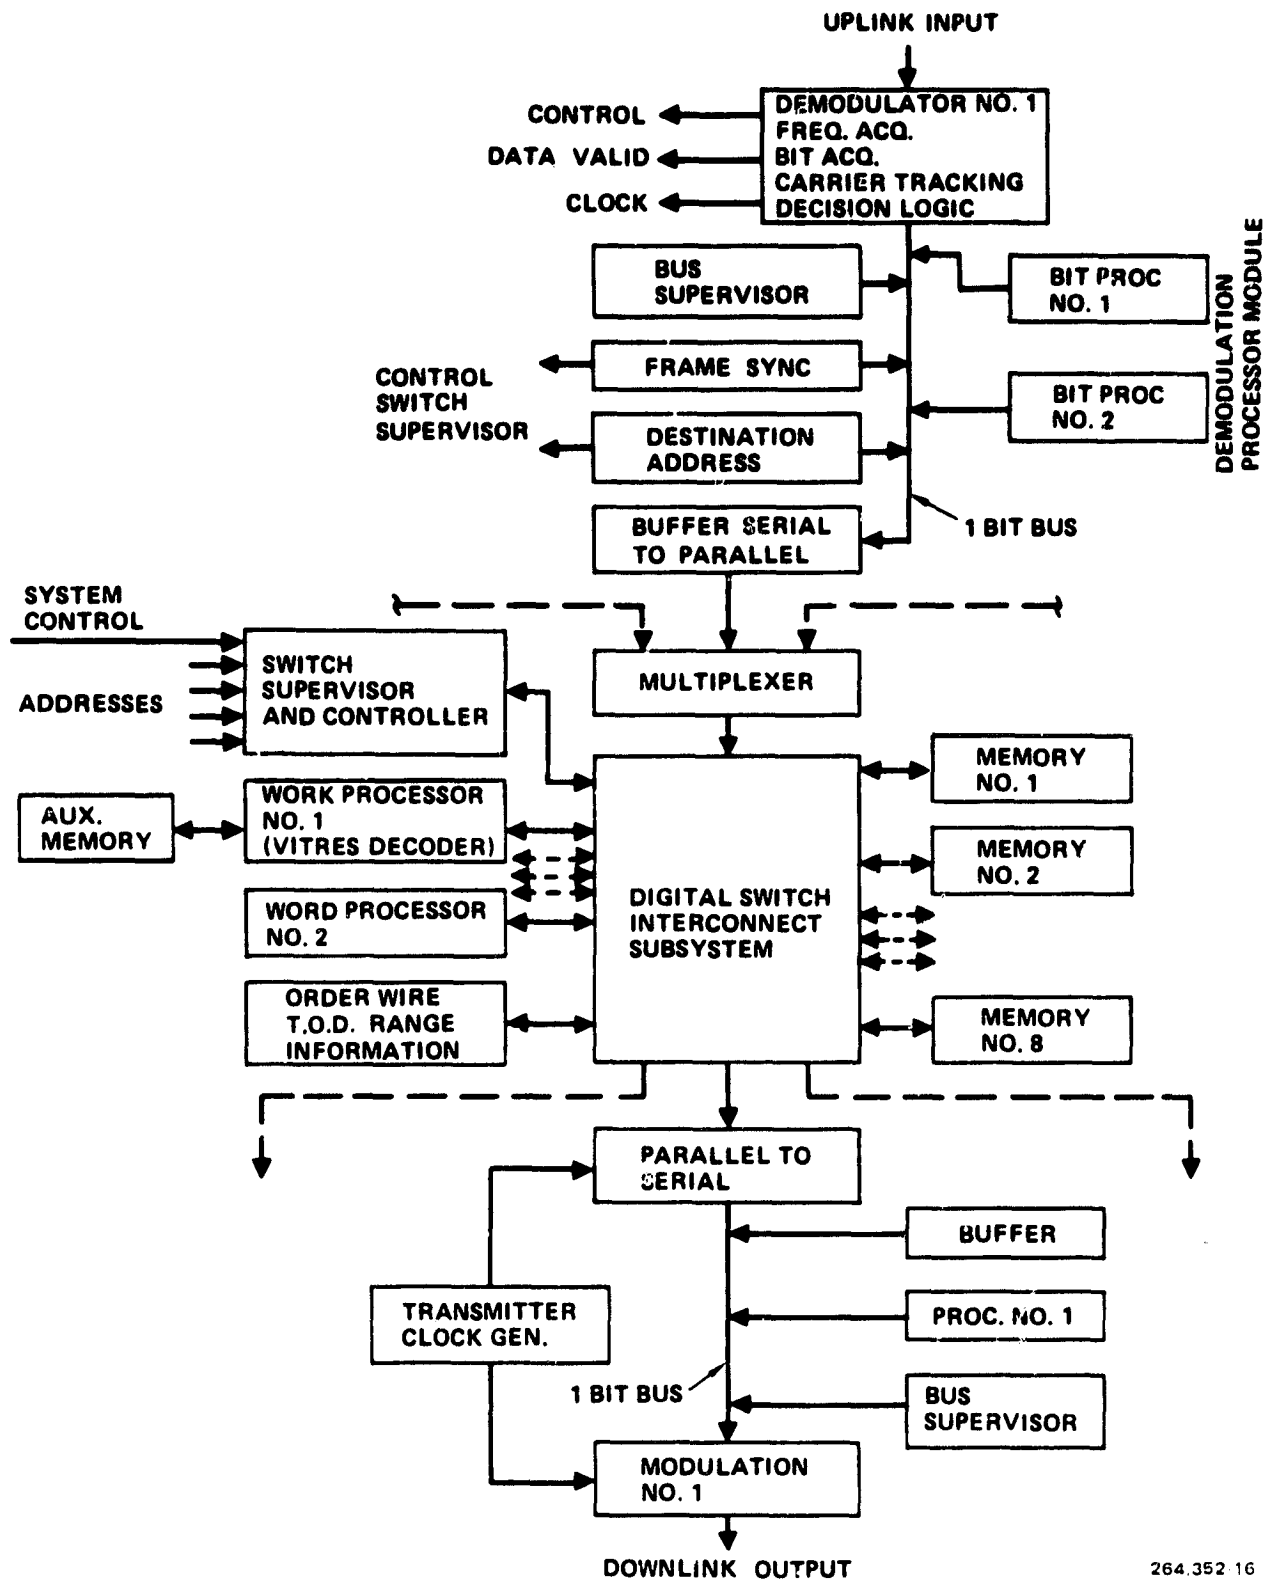 UPLINK INPUT
DEMODULATOR NO. 1
FREQ. ACQ.
BIT ACQ.
CARRIER TRACKING
DECISION LOGIC
CONTROL
DATA VALID
CLOCK
BUS
SUPERVISOR
BIT PROC
NO. 1
DEMODULATION
PROCESSOR MODULE
FRAME SYNC
CONTROL
SWITCH
SUPERVISOR
BIT PROC
NO. 2
DESTINATION
ADDRESS
BUFFER SERIAL
TO PARALLEL
1 BIT BUS
SYSTEM
CONTROL
SWITCH
SUPERVISOR
AND CONTROLLER
ADDRESSES
MULTIPLEXER
MEMORY
NO. 1
AUX.
MEMORY
WORK PROCESSOR
NO. 1
(VITRES DECODER)
MEMORY
NO. 2
WORD PROCESSOR
NO. 2
DIGITAL SWITCH
INTERCONNECT
SUBSYSTEM
ORDER WIRE
T.O.D. RANGE
INFORMATION
MEMORY
NO. 8
PARALLEL TO
SERIAL
BUFFER
TRANSMITTER
CLOCK GEN.
PROC. NO. 1
1 BIT BUS
BUS
SUPERVISOR
MODULATION
NO. 1
DOWNLINK OUTPUT
264.352-16